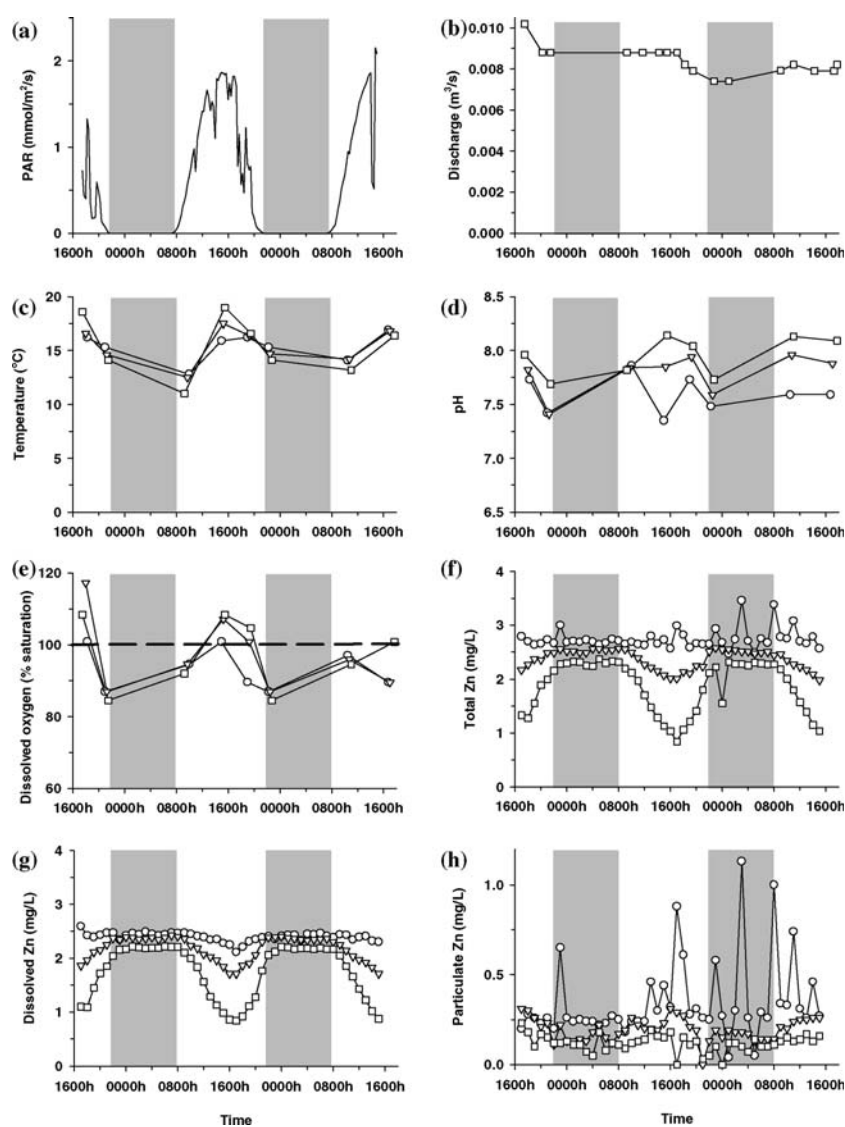 (a)
2
1
0
PAR (mmol/m²/s)
1600h 0000h 0800h 1600h 0000h 0800h 1600h
(b)
0.010
0.008
0.006
0.004
0.002
0.000
Discharge (m³/s)
1600h 0000h 0800h 1600h 0000h 0800h 1600h
(c)
20
15
10
5
0
Temperature (°C)
1600h 0000h 0800h 1600h 0000h 0800h 1600h
(d)
8.5
8.0
7.5
7.0
6.5
pH
1600h 0000h 0800h 1600h 0000h 0800h 1600h
(e)
120
100
80
60
Dissolved oxygen (% saturation)
1600h 0000h 0800h 1600h 0000h 0800h 1600h
(f)
4
3
2
1
0
Total Zn (mg/L)
1600h 0000h 0800h 1600h 0000h 0800h 1600h
(g)
4
3
2
1
0
Dissolved Zn (mg/L)
1600h 0000h 0800h 1600h 0000h 0800h 1600h
Time
(h)
1.0
0.5
0.0
Particulate Zn (mg/L)
1600h 0000h 0800h 1600h 0000h 0800h 1600h
Time